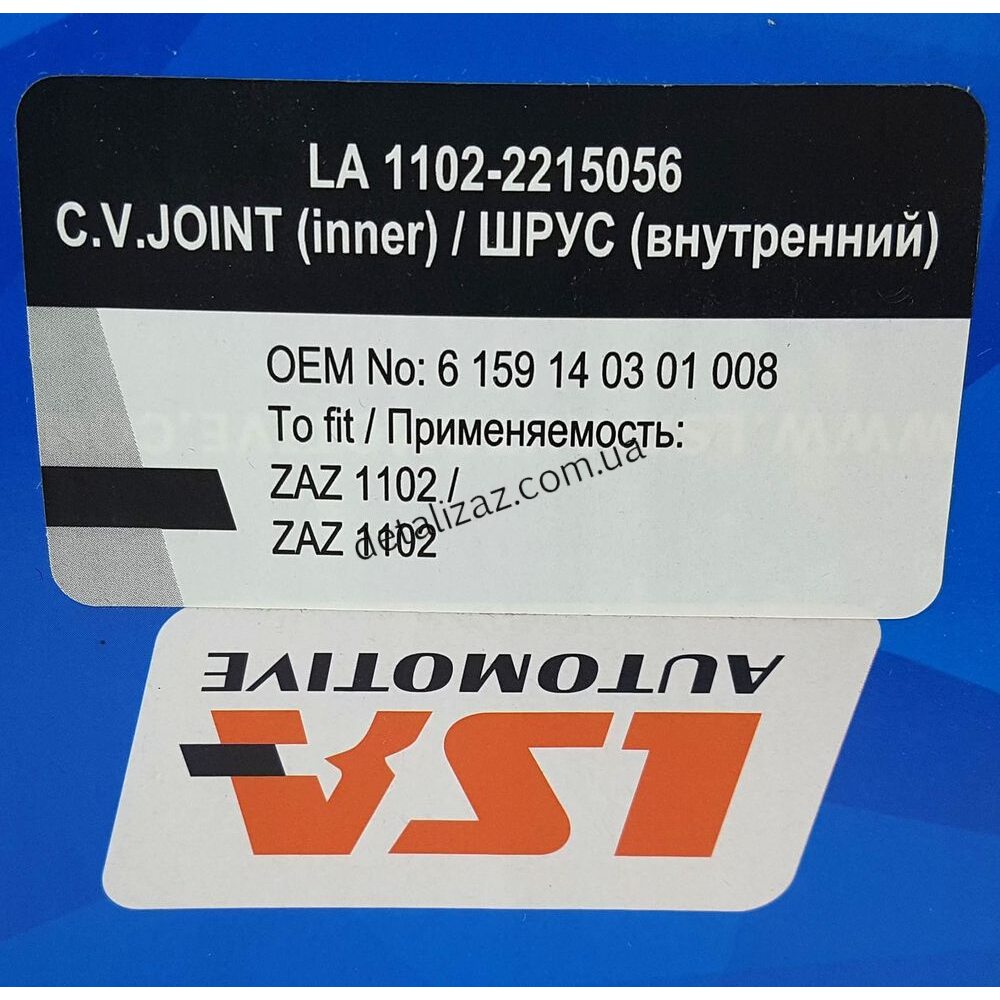 LA 1102-2215056
C.V.JOINT (inner) / ШРУС (внутренний)
OEM No: 6 159 14 03 01 008
To fit / Применяемость:
ZAZ 1102 /
ZAZ 1102
detalizaz.com.ua
LSA
AUTOMOTIVE